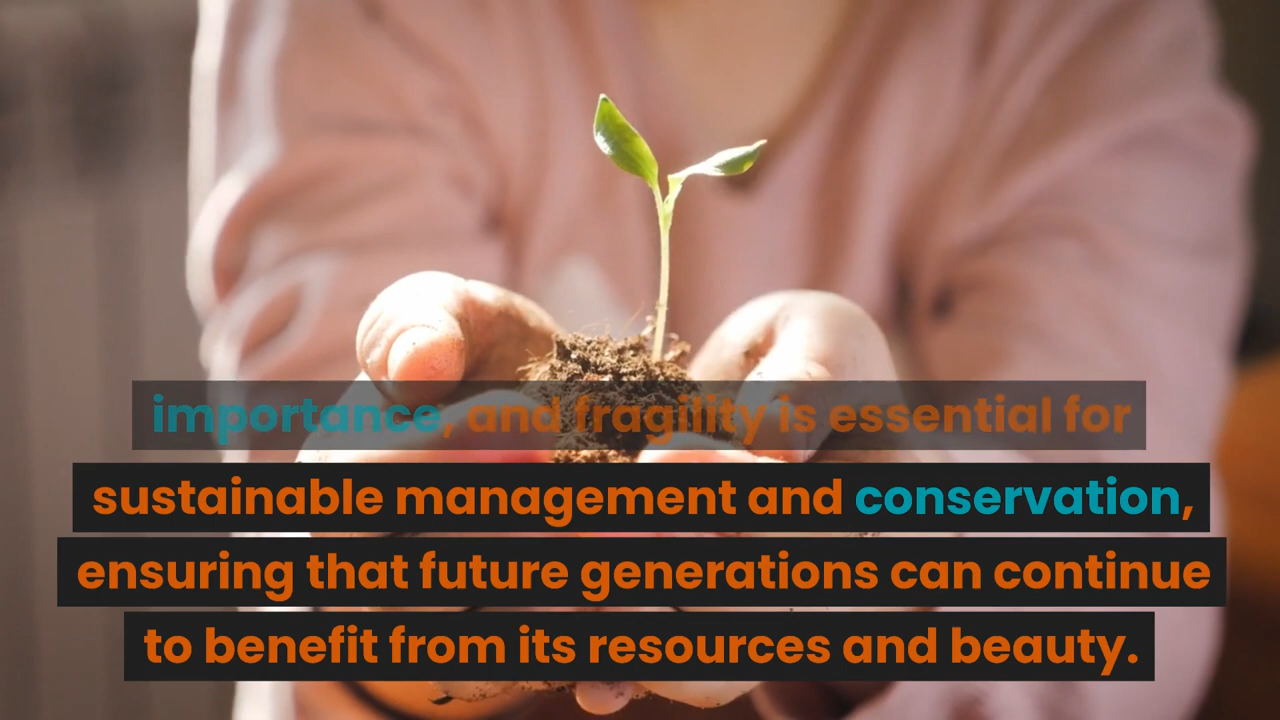 importance, and fragility is essential for
sustainable management and conservation,
ensuring that future generations can continue
to benefit from its resources and beauty.